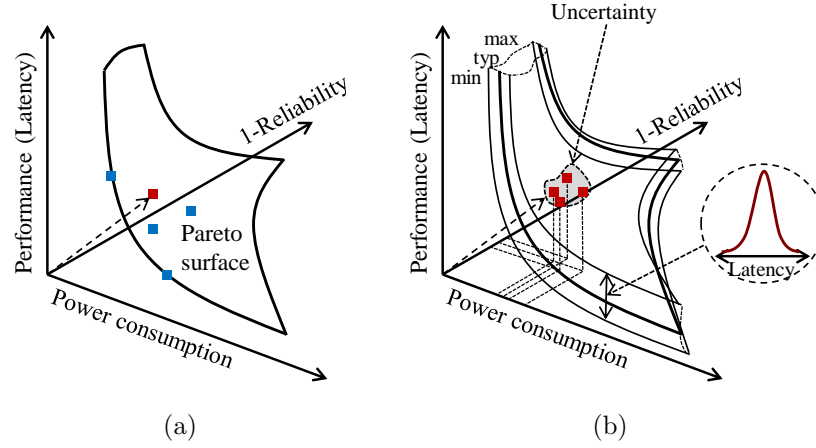 Performance (Latency)
1-Reliability
Pareto
surface
Power consumption
(a)
Uncertainty
max
typ
min
Performance (Latency)
1-Reliability
Latency
Power consumption
(b)